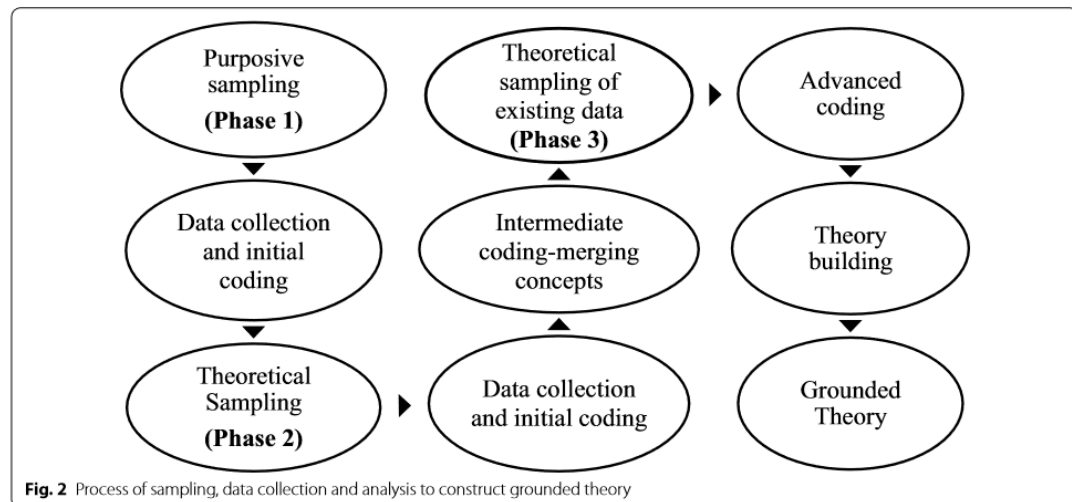 Purposive
sampling
(Phase 1)
Data collection
and initial
coding
Theoretical
Sampling
(Phase 2)
Data collection
and initial coding
Intermediate
coding-merging
concepts
Theoretical
sampling of
existing data
(Phase 3)
Advanced
coding
Theory
building
Grounded
Theory
Fig. 2 Process of sampling, data collection and analysis to construct grounded theory